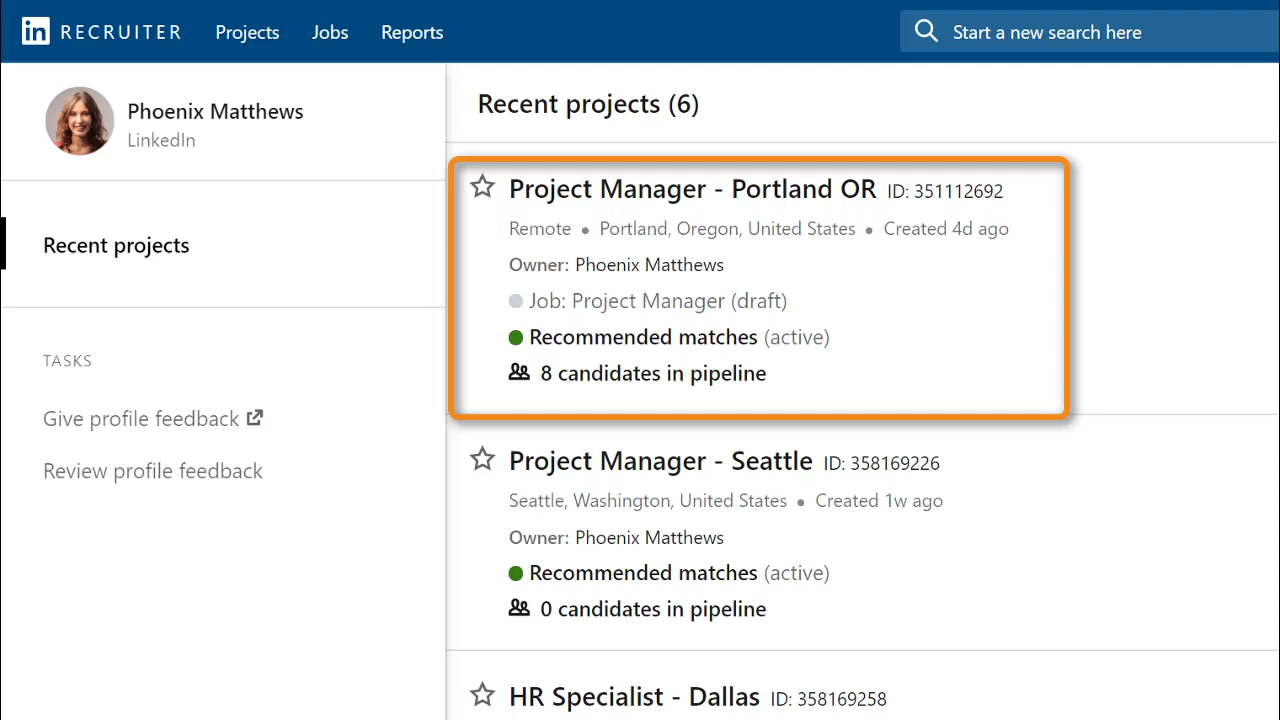 in RECRUITER Projects Jobs Reports Start a new search here
Phoenix Matthews
LinkedIn
Recent projects
TASKS
Give profile feedback
Review profile feedback
Recent projects (6)
Project Manager - Portland OR ID: 351112692
Remote • Portland, Oregon, United States • Created 4d ago
Owner: Phoenix Matthews
Job: Project Manager (draft)
Recommended matches (active)
8 candidates in pipeline
Project Manager - Seattle ID: 358169226
Seattle, Washington, United States • Created 1w ago
Owner: Phoenix Matthews
Recommended matches (active)
0 candidates in pipeline
HR Specialist - Dallas ID: 358169258